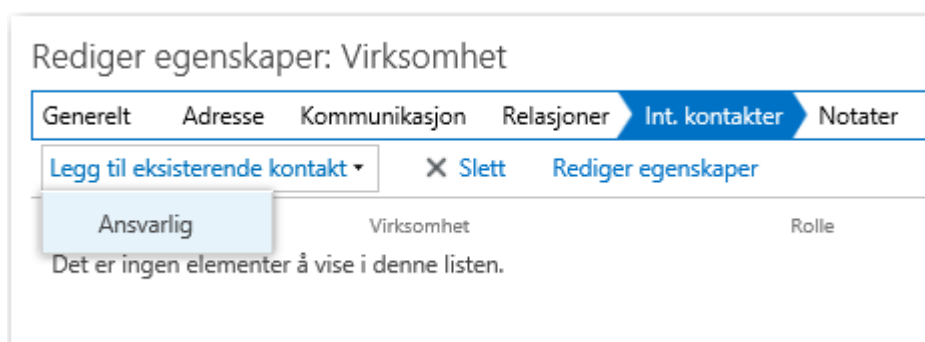 Rediger egenskaper: Virksomhet
Generelt Adresse Kommunikasjon Relasjoner Int. kontakter Notater
Legg til eksisterende kontakt Slett Rediger egenskaper
Ansvarlig Virksomhet Rolle
Det er ingen elementer å vise i denne listen.